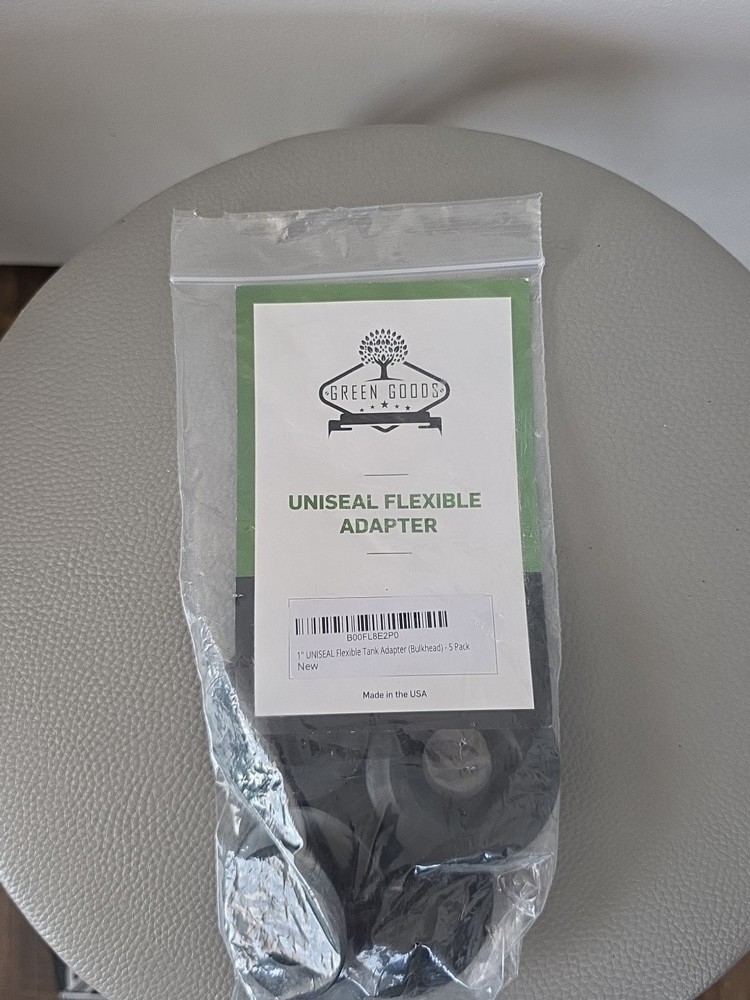 GREEN GOODS
UNISEAL FLEXIBLE
ADAPTER
B00FL8E2P0
1" UNISEAL Flexible Tank Adapter (Bulkhead) - 5 Pack
New
Made in the USA